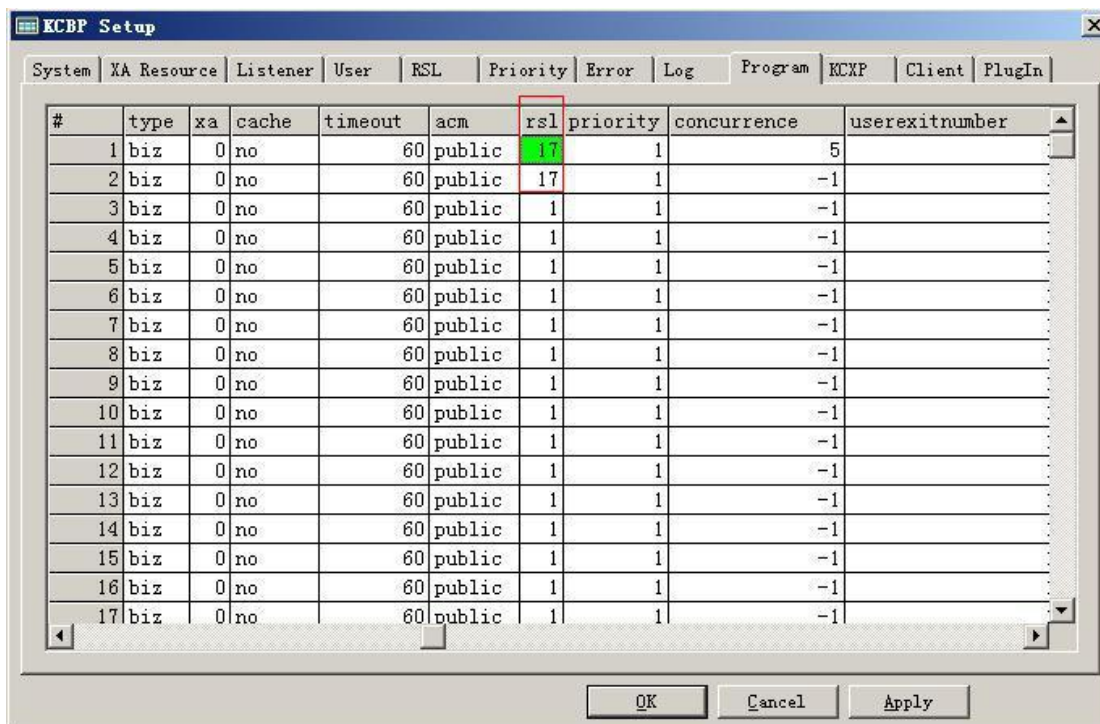 KCBP Setup
System XA Resource Listener User RSL Priority Error Log Program KCXP Client PlugIn
# type xa cache timeout acm rsl priority concurrence userexitnumber
1 biz 0 no 60 public 17 1 5
2 biz 0 no 60 public 17 1 -1
3 biz 0 no 60 public 1 1 -1
4 biz 0 no 60 public 1 1 -1
5 biz 0 no 60 public 1 1 -1
6 biz 0 no 60 public 1 1 -1
7 biz 0 no 60 public 1 1 -1
8 biz 0 no 60 public 1 1 -1
9 biz 0 no 60 public 1 1 -1
10 biz 0 no 60 public 1 1 -1
11 biz 0 no 60 public 1 1 -1
12 biz 0 no 60 public 1 1 -1
13 biz 0 no 60 public 1 1 -1
14 biz 0 no 60 public 1 1 -1
15 biz 0 no 60 public 1 1 -1
16 biz 0 no 60 public 1 1 -1
17 biz 0 no 60 public 1 1 -1
OK Cancel Apply